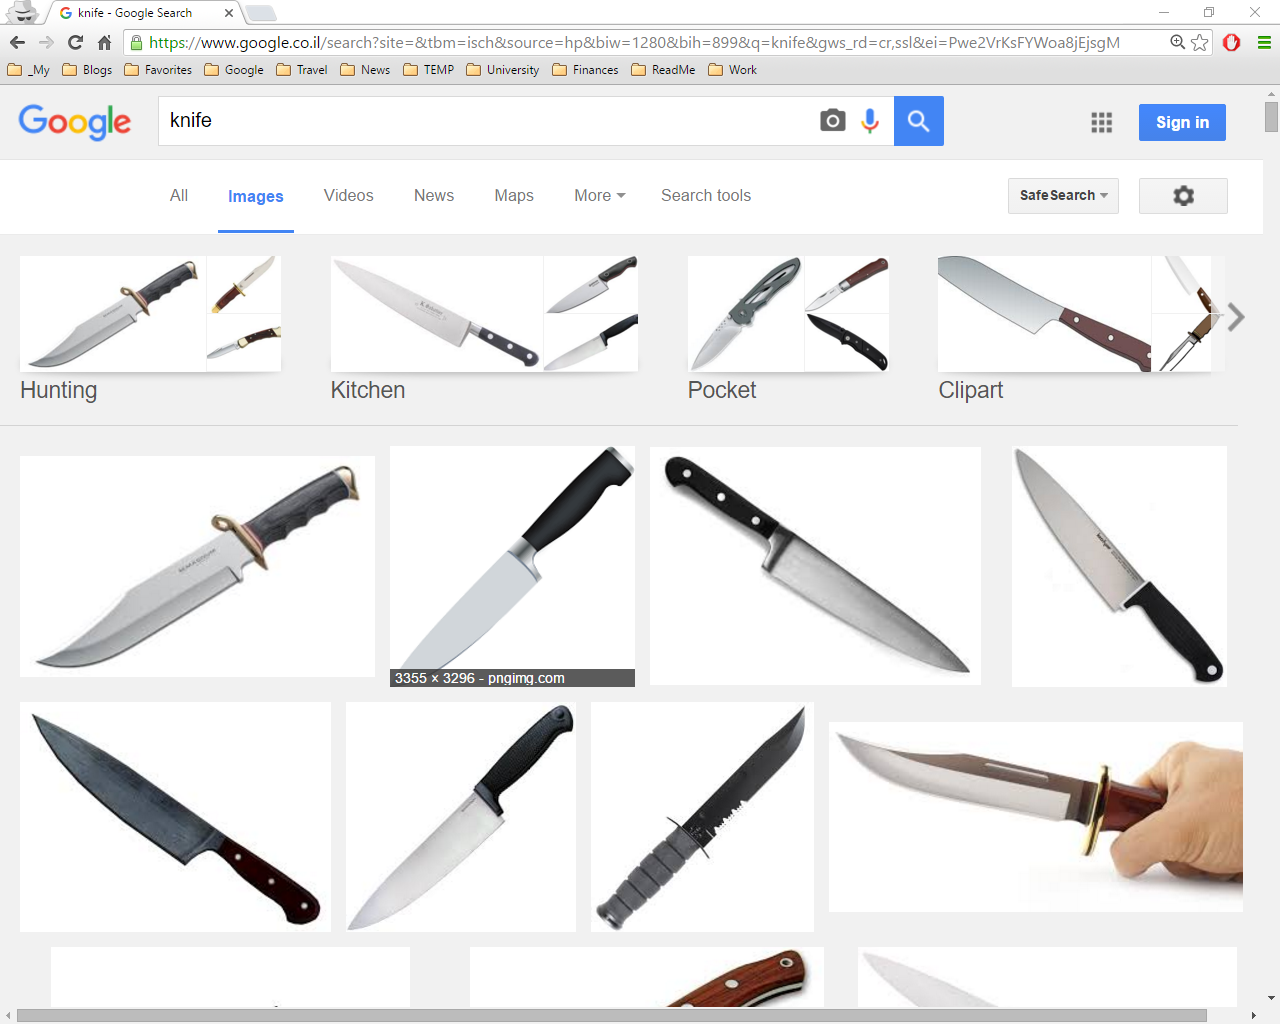 knife - Google Search
https://www.google.co.il/search?site=&tbm=isch&source=hp&biw=1280&bih=899&q=knife&gws_rd=cr,ssl&ei=Pwe2VrKsFYWoa8jEjsgM
_My Blogs Favorites Google Travel News TEMP University Finances ReadMe Work
Google knife Sign in
All Images Videos News Maps More Search tools SafeSearch
Hunting Kitchen Pocket Clipart
3355 × 3296 - pngimg.com